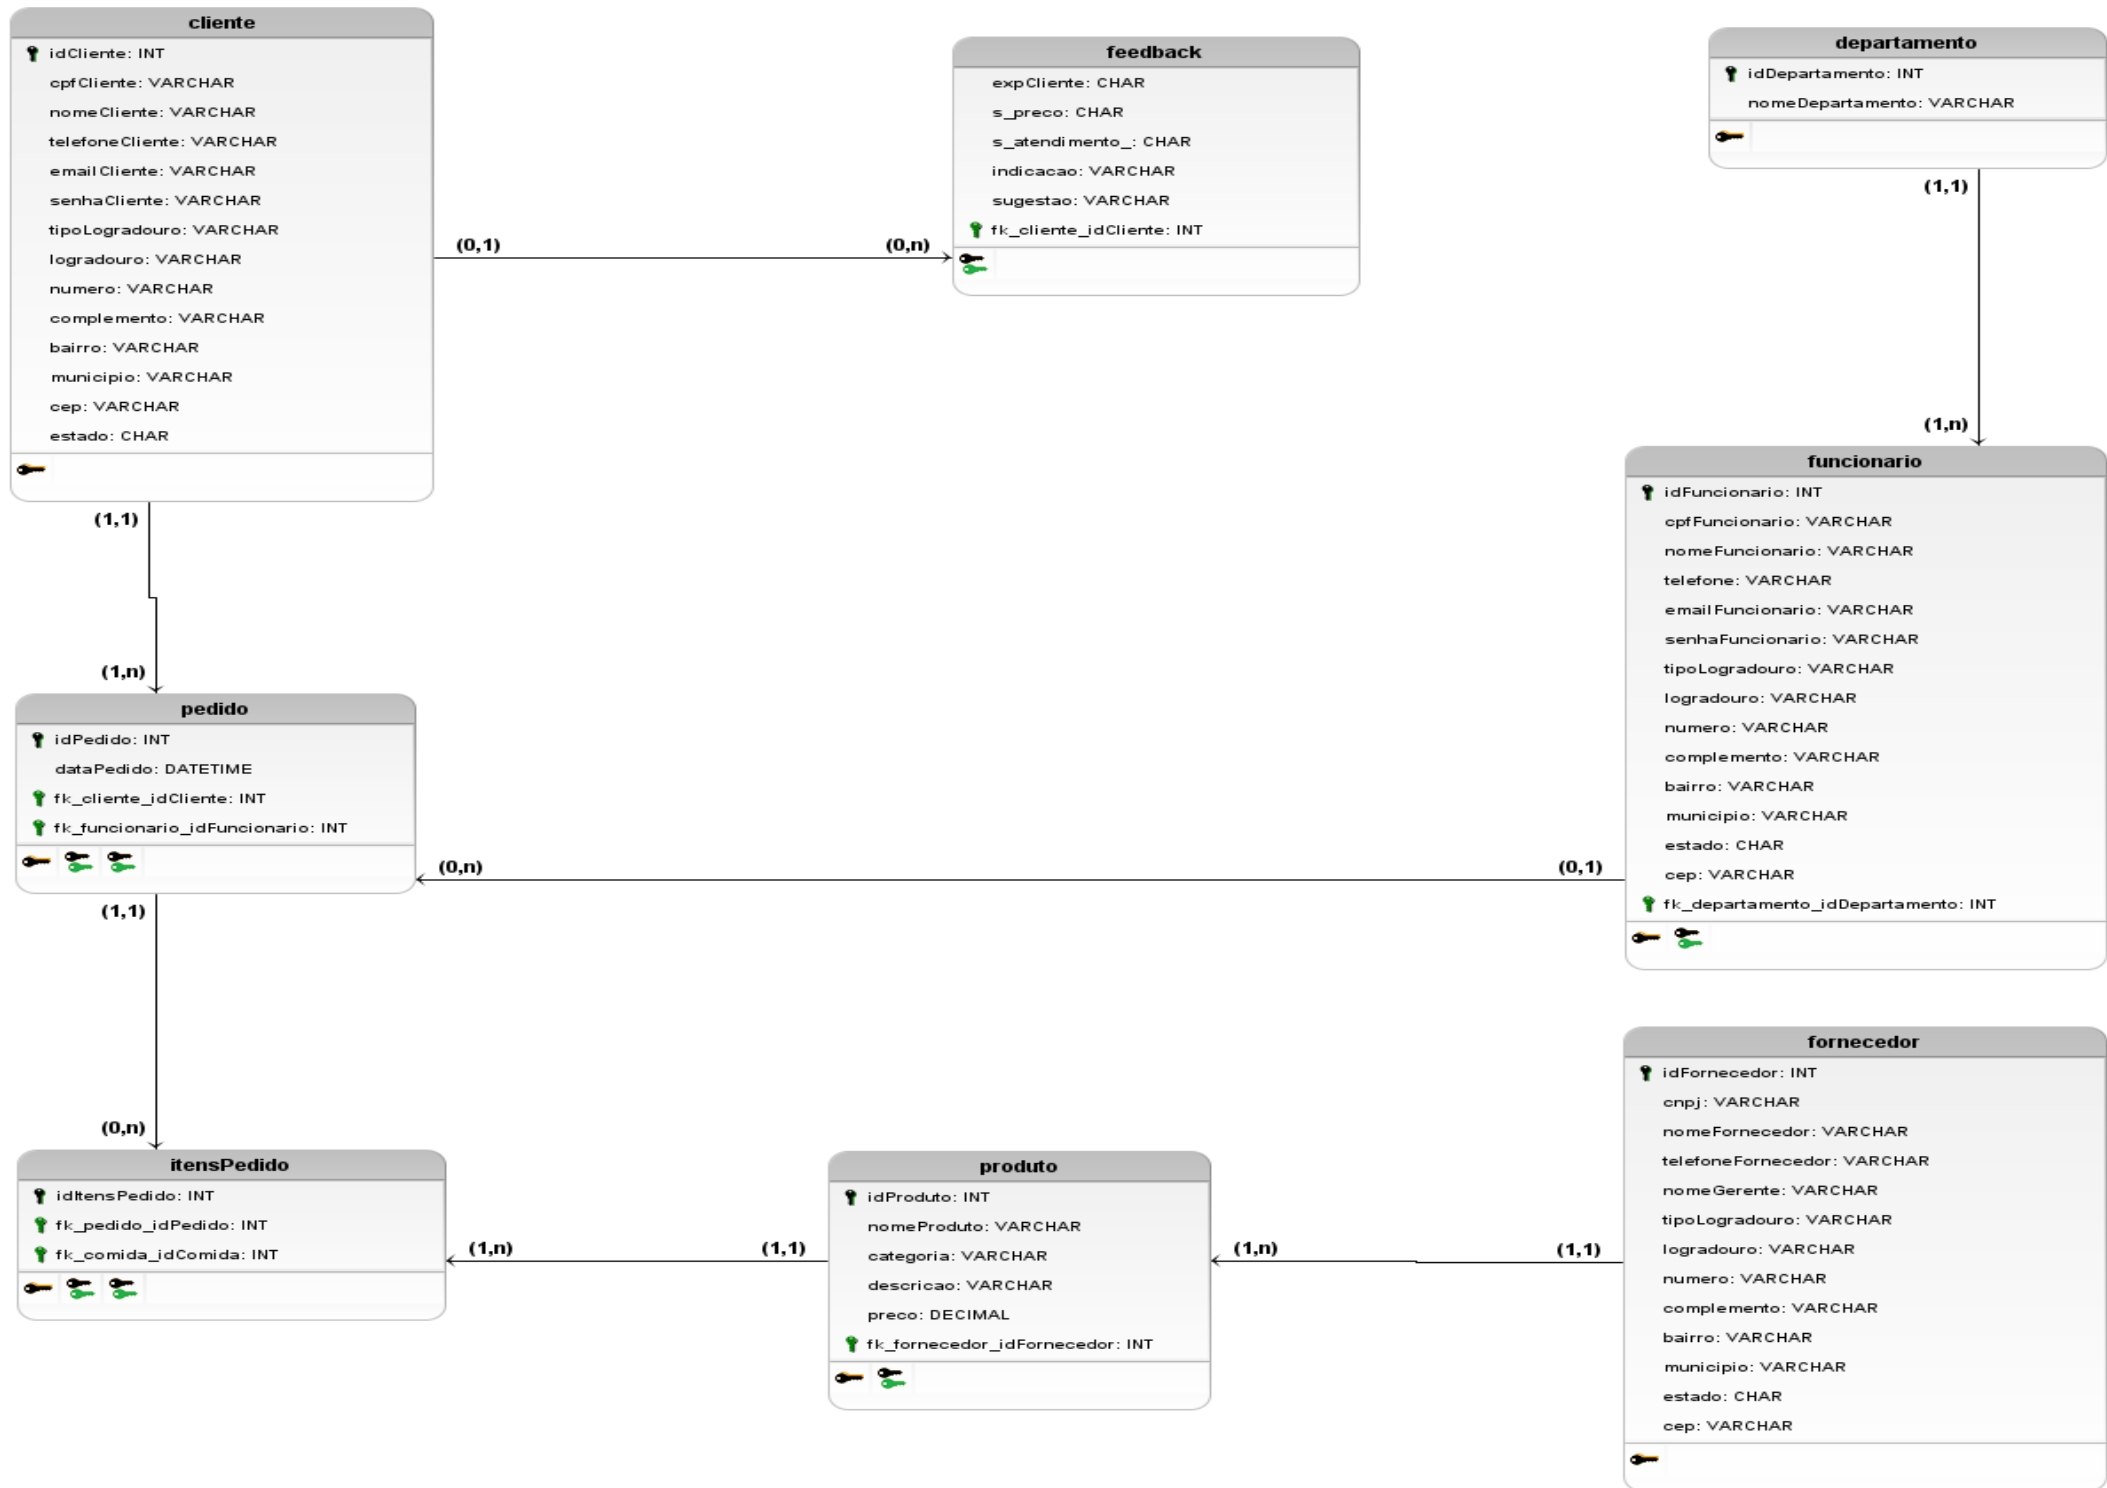 cliente
idCliente: INT
cpfCliente: VARCHAR
nomeCliente: VARCHAR
telefoneCliente: VARCHAR
emailCliente: VARCHAR
senhaCliente: VARCHAR
tipoLogradouro: VARCHAR
logradouro: VARCHAR
numero: VARCHAR
complemento: VARCHAR
bairro: VARCHAR
municipio: VARCHAR
cep: VARCHAR
estado: CHAR
(0,1)
(0,n)
feedback
expCliente: CHAR
s_preco: CHAR
s_atendimento_: CHAR
indicacao: VARCHAR
sugestao: VARCHAR
fk_cliente_idCliente: INT
departamento
idDepartamento: INT
nomeDepartamento: VARCHAR
(1,1)
(1,n)
funcionario
idFuncionario: INT
cpfFuncionario: VARCHAR
nomeFuncionario: VARCHAR
telefone: VARCHAR
emailFuncionario: VARCHAR
senhaFuncionario: VARCHAR
tipoLogradouro: VARCHAR
logradouro: VARCHAR
numero: VARCHAR
complemento: VARCHAR
bairro: VARCHAR
municipio: VARCHAR
estado: CHAR
cep: VARCHAR
fk_departamento_idDepartamento: INT
(1,1)
(1,n)
pedido
idPedido: INT
dataPedido: DATETIME
fk_cliente_idCliente: INT
fk_funcionario_idFuncionario: INT
(0,n)
(0,1)
(1,1)
(0,n)
itensPedido
idItensPedido: INT
fk_pedido_idPedido: INT
fk_comida_idComida: INT
(1,n)
(1,1)
produto
idProduto: INT
nomeProduto: VARCHAR
categoria: VARCHAR
descricao: VARCHAR
preco: DECIMAL
fk_fornecedor_idFornecedor: INT
(1,n)
(1,1)
fornecedor
idFornecedor: INT
cnpj: VARCHAR
nomeFornecedor: VARCHAR
telefoneFornecedor: VARCHAR
nomeGerente: VARCHAR
tipoLogradouro: VARCHAR
logradouro: VARCHAR
numero: VARCHAR
complemento: VARCHAR
bairro: VARCHAR
municipio: VARCHAR
estado: CHAR
cep: VARCHAR